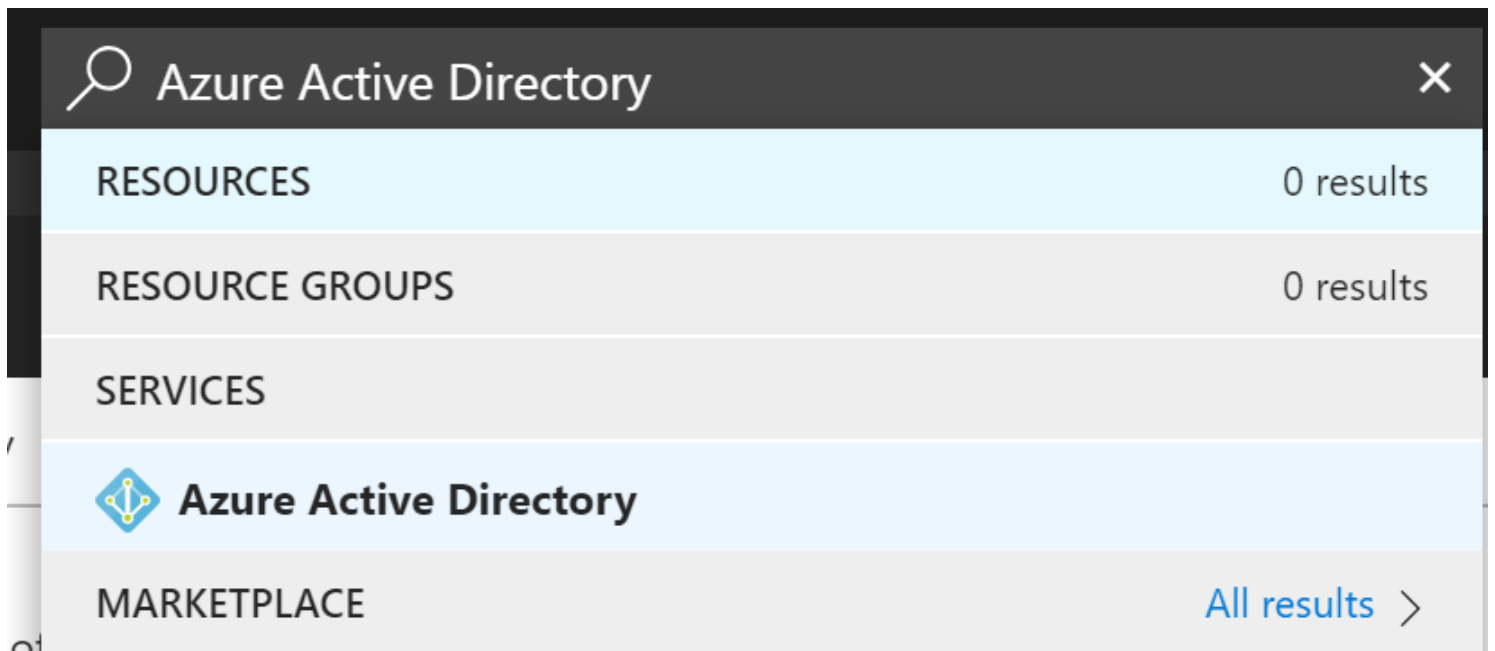 Azure Active Directory
RESOURCES 0 results
RESOURCE GROUPS 0 results
SERVICES
Azure Active Directory
MARKETPLACE All results